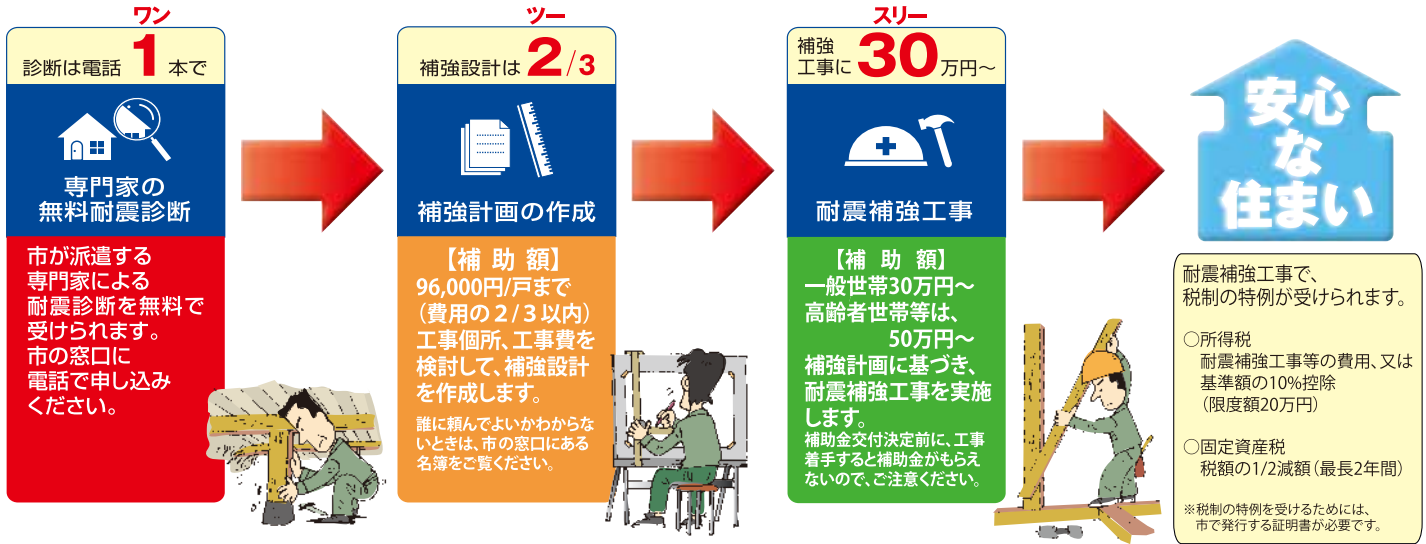 ワン
診断は電話1本で
専門家の
無料耐震診断
市が派遣する
専門家による
耐震診断を無料で
受けられます。
市の窓口に
電話で申し込み
ください。
ツー
補強設計は2/3
補強計画の作成
【補助額】
96,000円/戸まで
（費用の2/3以内）
工事個所、工事費を
検討して、補強設計
を作成します。
誰に頼んでよいかわからな
いときは、市の窓口にある
名簿をご覧ください。
スリー
補強
工事に30万円～
耐震補強工事
【補助額】
一般世帯30万円～
高齢者世帯等は、
50万円～
補強計画に基づき、
耐震補強工事を実施
します。
補助金交付決定前に、工事
着手すると補助金がもらえ
ないので、ご注意ください。
安心
な
住まい
耐震補強工事で、
税制の特例が受けられます。
○所得税
耐震補強工事等の費用、又は
基準額の10%控除
（限度額20万円）
○固定資産税
税額の1/2減額（最長2年間）
※税制の特例を受けるためには、
市で発行する証明書が必要です。